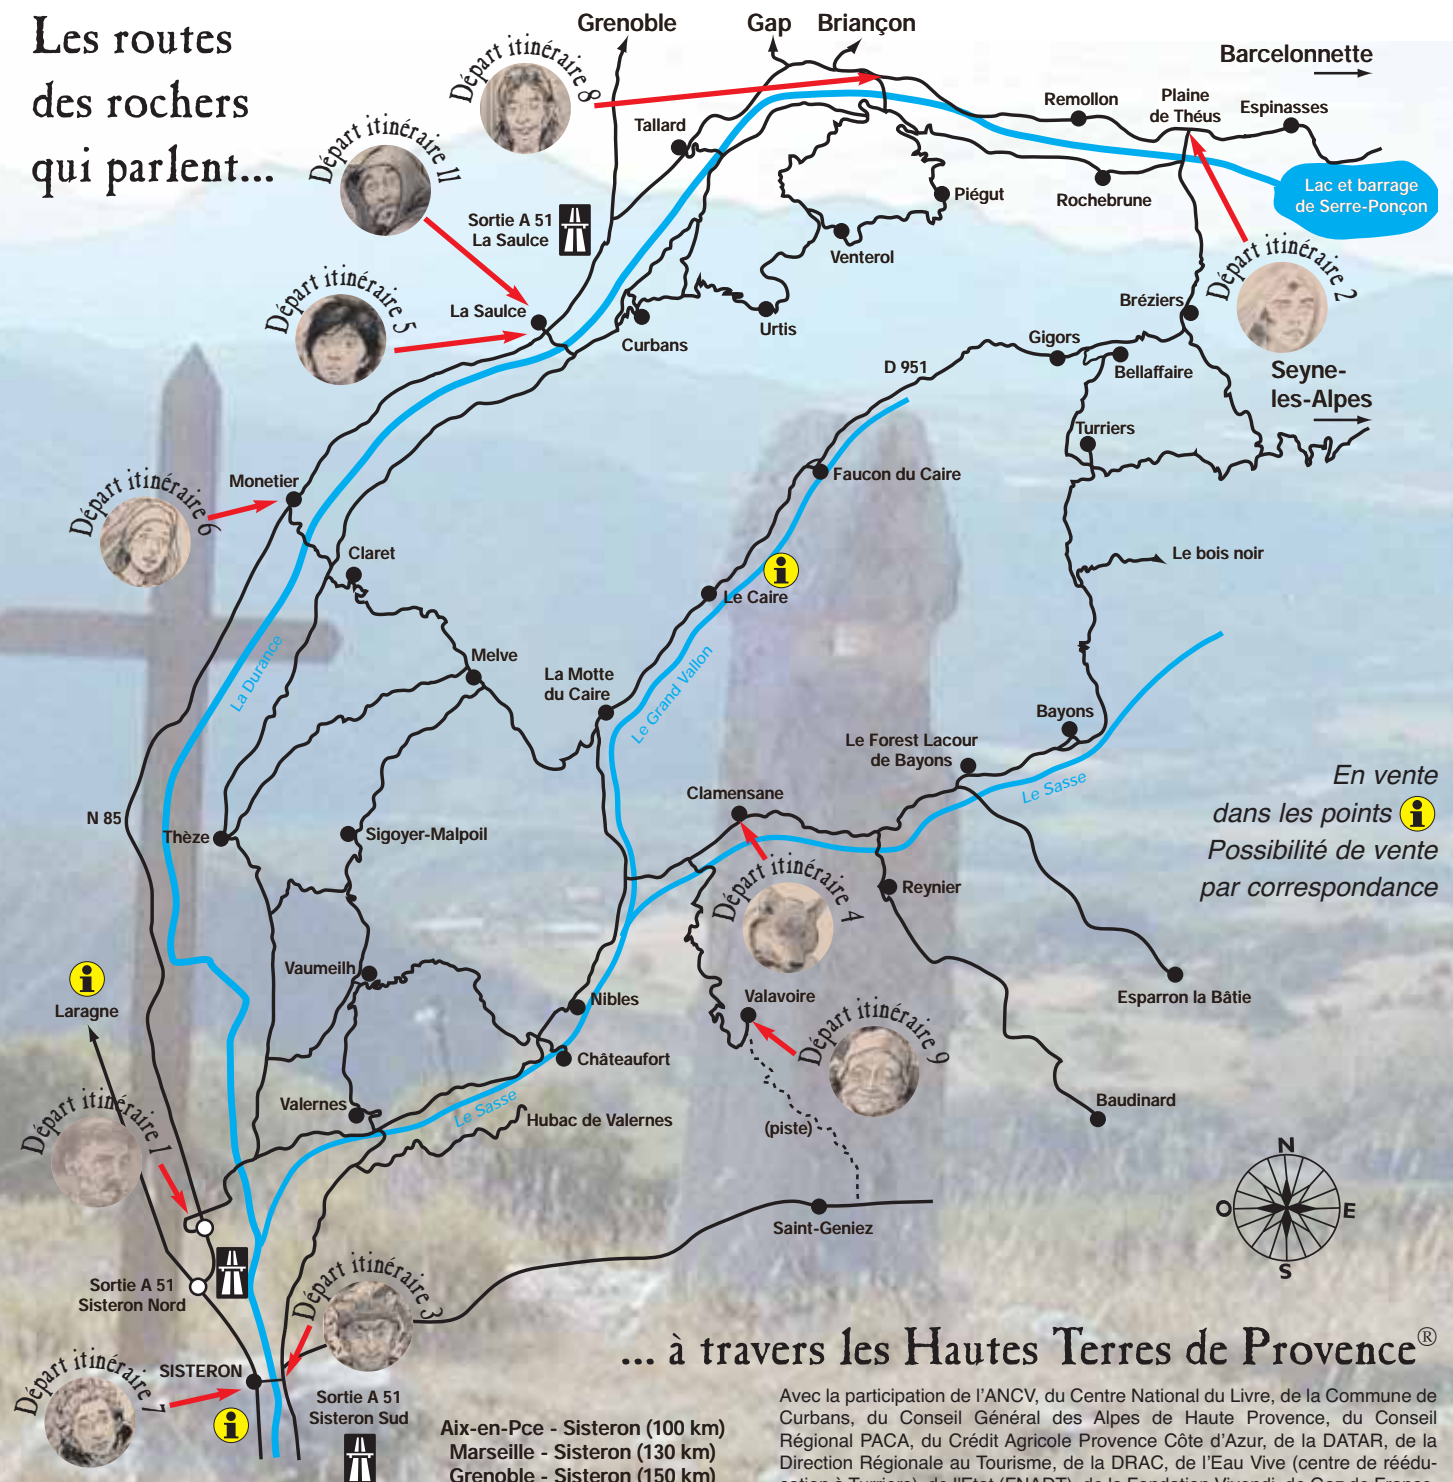 Les routes
des rochers
qui parlent...
Grenoble
Gap
Briançon
Barcelonnette
Départ itinéraire 8
Remollon
Plaine
de Théus
Espinasses
Tallard
Départ itinéraire 11
Lac et barrage
de Serre-Ponçon
Rochebrune
Piégut
Sortie A 51
La Saulce
Venterol
Départ itinéraire 2
Départ itinéraire 5
La Saulce
Bréziers
Urtis
Curbans
Gigors
D 951
Bellaffaire
Seyne-
les-Alpes
Turriers
Faucon du Caire
Monetier
Départ itinéraire 6
Claret
Le bois noir
i
Le Caire
La Durance
Melve
Le Grand Vallon
La Motte
du Caire
Bayons
Le Forest Lacour
de Bayons
Le Sasse
En vente
dans les points i
Possibilité de vente
par correspondance
Clamensane
N 85
Thèze
Sigoyer-Malpoil
Départ itinéraire 4
Reynier
Vaumeilh
i
Laragne
Nibles
Valavoire
Esparron la Bâtie
Départ itinéraire 9
Châteaufort
Valernes
Le Sasse
Hubac de Valernes
Baudinard
(piste)
Départ itinéraire 1
N
O
E
S
Saint-Geniez
Sortie A 51
Sisteron Nord
Départ itinéraire 3
... à travers les Hautes Terres de Provence®
Départ itinéraire 7
SISTERON
i
Sortie A 51
Sisteron Sud
Aix-en-Pce - Sisteron (100 km)
Marseille - Sisteron (130 km)
Grenoble - Sisteron (150 km)
Avec la participation de l'ANCV, du Centre National du Livre, de la Commune de
Curbans, du Conseil Général des Alpes de Haute Provence, du Conseil
Régional PACA, du Crédit Agricole Provence Côte d'Azur, de la DATAR, de la
Direction Régionale au Tourisme, de la DRAC, de l'Eau Vive (centre de réédu-